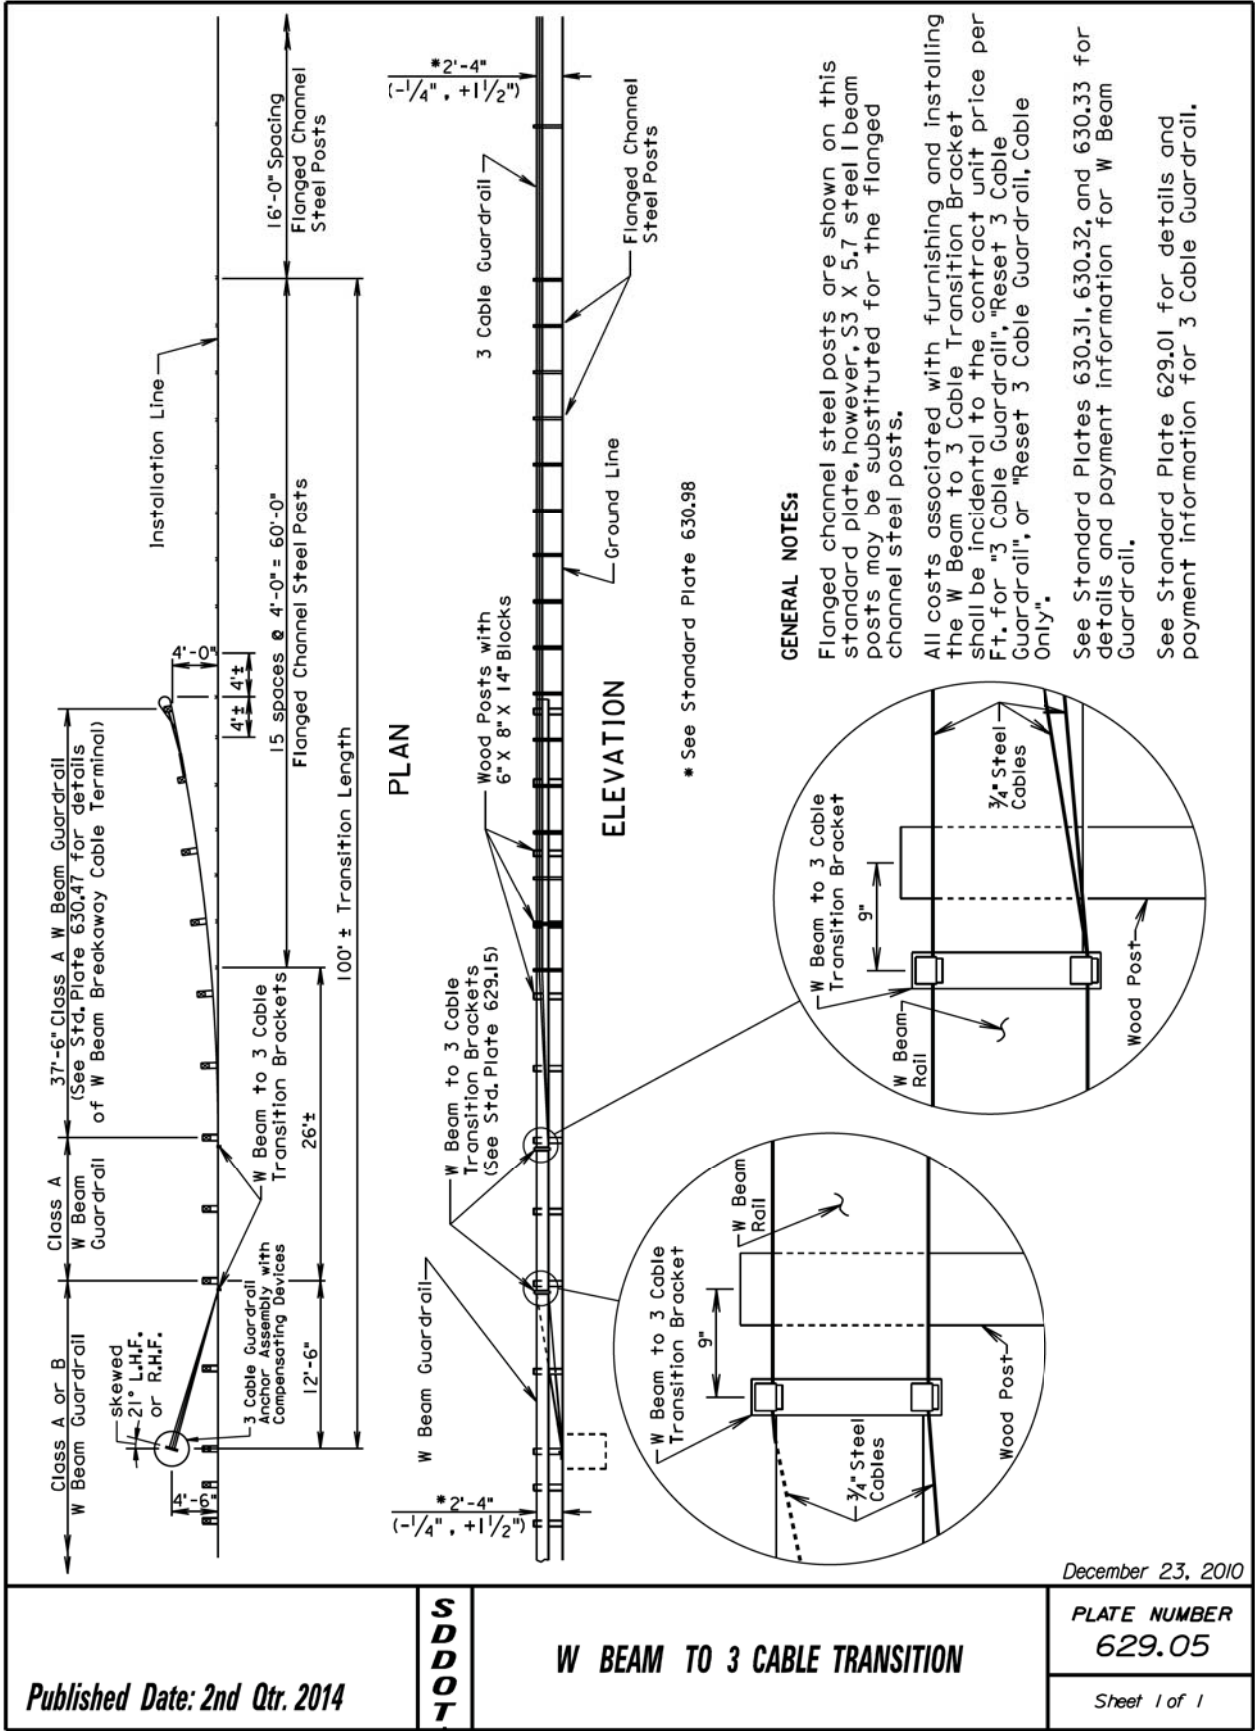 Class A or B
W Beam Guardrail
Class A
W Beam
Guardrail
37'-6" Class A W Beam Guardrail
(See Std. Plate 630.47 for details
of W Beam Breakaway Cable Terminal)
skewed
21° L.H.F.
or R.H.F.
4'-6"
3 Cable Guardrail
Anchor Assembly with
Compensating Devices
W Beam to 3 Cable
Transition Brackets
12'-6"
26'±
4'-0"
4'±
4'±
Installation Line
15 spaces @ 4'-0" = 60'-0"
Flanged Channel Steel Posts
16'-0" Spacing
Flanged Channel
Steel Posts
100' ± Transition Length
PLAN
*2'-4"
(-1/4" , +1 1/2")
W Beam Guardrail
W Beam to 3 Cable
Transition Brackets
(See Std. Plate 629.15)
Wood Posts with
6" X 8" X 14" Blocks
3 Cable Guardrail
*2'-4"
(-1/4" , +1 1/2")
Ground Line
Flanged Channel
Steel Posts
ELEVATION
* See Standard Plate 630.98
W Beam to 3 Cable
Transition Bracket
9"
W Beam
Rail
3/4" Steel
Cables
Wood Post
W Beam to 3 Cable
Transition Bracket
9"
W Beam
Rail
3/4" Steel
Cables
Wood Post
GENERAL NOTES:
Flanged channel steel posts are shown on this
standard plate, however, S3 X 5.7 steel I beam
posts may be substituted for the flanged
channel steel posts.
All costs associated with furnishing and installing
the W Beam to 3 Cable Transition Bracket
shall be incidental to the contract unit price per
Ft. for "3 Cable Guardrail", "Reset 3 Cable
Guardrail", or "Reset 3 Cable Guardrail, Cable
Only".
See Standard Plates 630.31, 630.32, and 630.33 for
details and payment information for W Beam
Guardrail.
See Standard Plate 629.01 for details and
payment information for 3 Cable Guardrail.
December 23, 2010
Published Date: 2nd Qtr. 2014
SDDOT
W BEAM TO 3 CABLE TRANSITION
PLATE NUMBER
629.05
Sheet 1 of 1